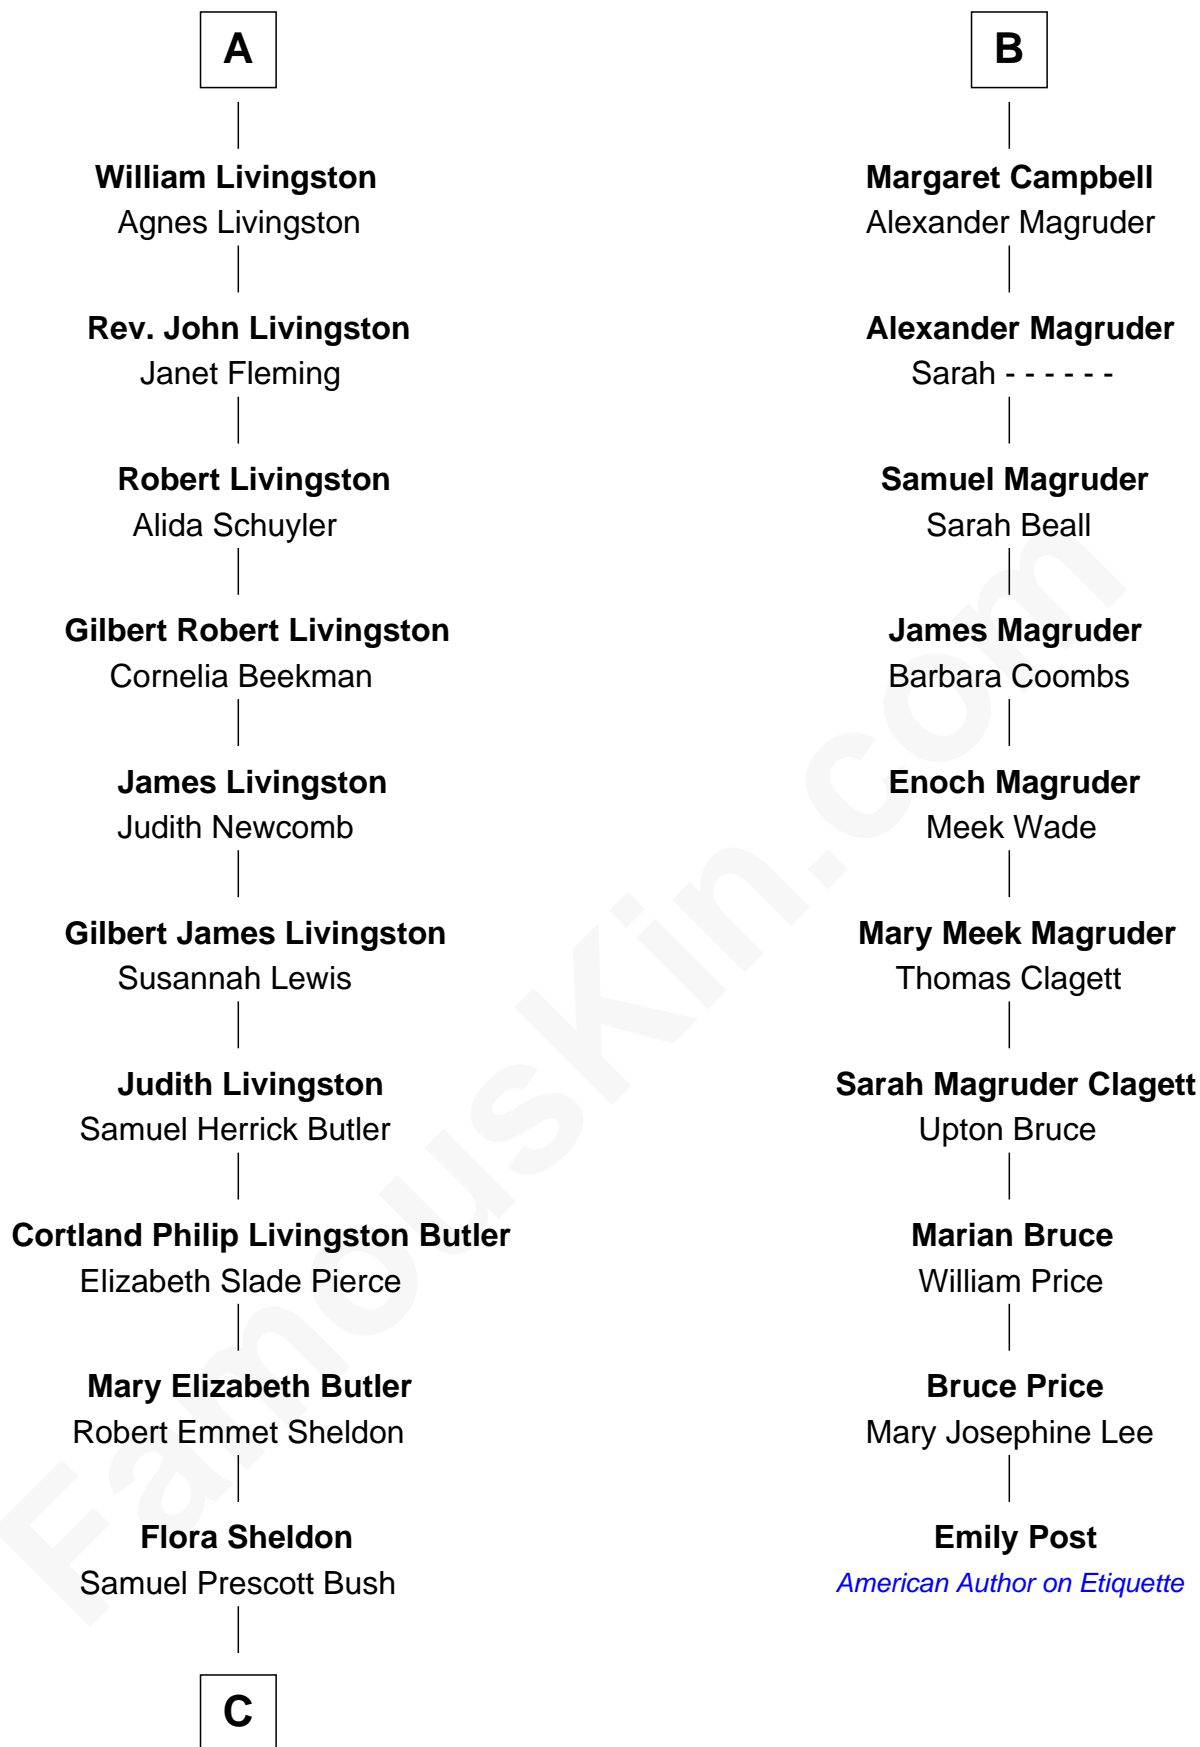 A
William Livingston
Agnes Livingston
Rev. John Livingston
Janet Fleming
Robert Livingston
Alida Schuyler
Gilbert Robert Livingston
Cornelia Beekman
James Livingston
Judith Newcomb
Gilbert James Livingston
Susannah Lewis
Judith Livingston
Samuel Herrick Butler
Cortland Philip Livingston Butler
Elizabeth Slade Pierce
Mary Elizabeth Butler
Robert Emmet Sheldon
Flora Sheldon
Samuel Prescott Bush
C
B
Margaret Campbell
Alexander Magruder
Alexander Magruder
Sarah - - - - - -
Samuel Magruder
Sarah Beall
James Magruder
Barbara Coombs
Enoch Magruder
Meek Wade
Mary Meek Magruder
Thomas Clagett
Sarah Magruder Clagett
Upton Bruce
Marian Bruce
William Price
Bruce Price
Mary Josephine Lee
Emily Post
American Author on Etiquette
FamousKin.com